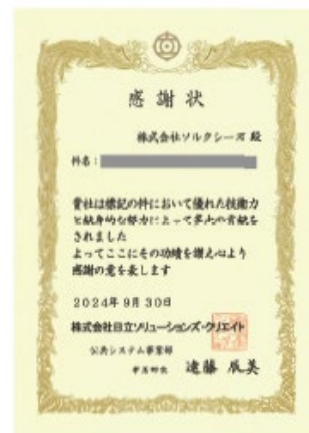 感謝状
株式会社ソルクシーズ 殿
件名：
貴社は標記の件において優れた技術力
と献身的な努力によって多大の貢献を
されました
よってここにその功績を讃え心より
感謝の意を表します
2024年9月30日
株式会社日立ソリューションズ・クリエイト
公共システム事業部
遠藤 辰美